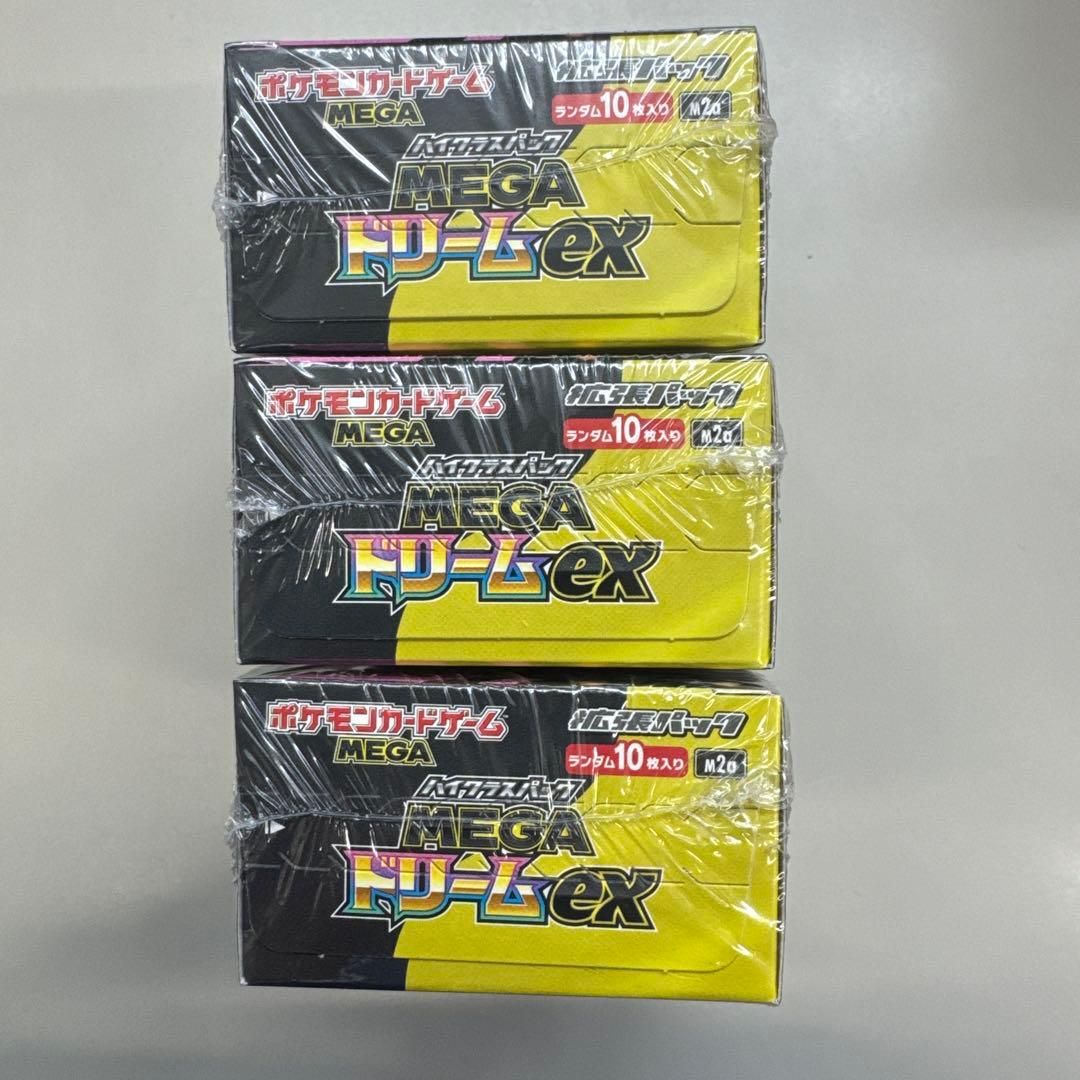 ポケモンカードゲーム
MEGA
拡張パック
ランダム10枚入り M2a
ハイクラスパック
MEGA
ドリームex
ポケモンカードゲーム
MEGA
拡張パック
ランダム10枚入り M2a
ハイクラスパック
MEGA
ドリームex
ポケモンカードゲーム
MEGA
拡張パック
ランダム10枚入り M2a
ハイクラスパック
MEGA
ドリームex